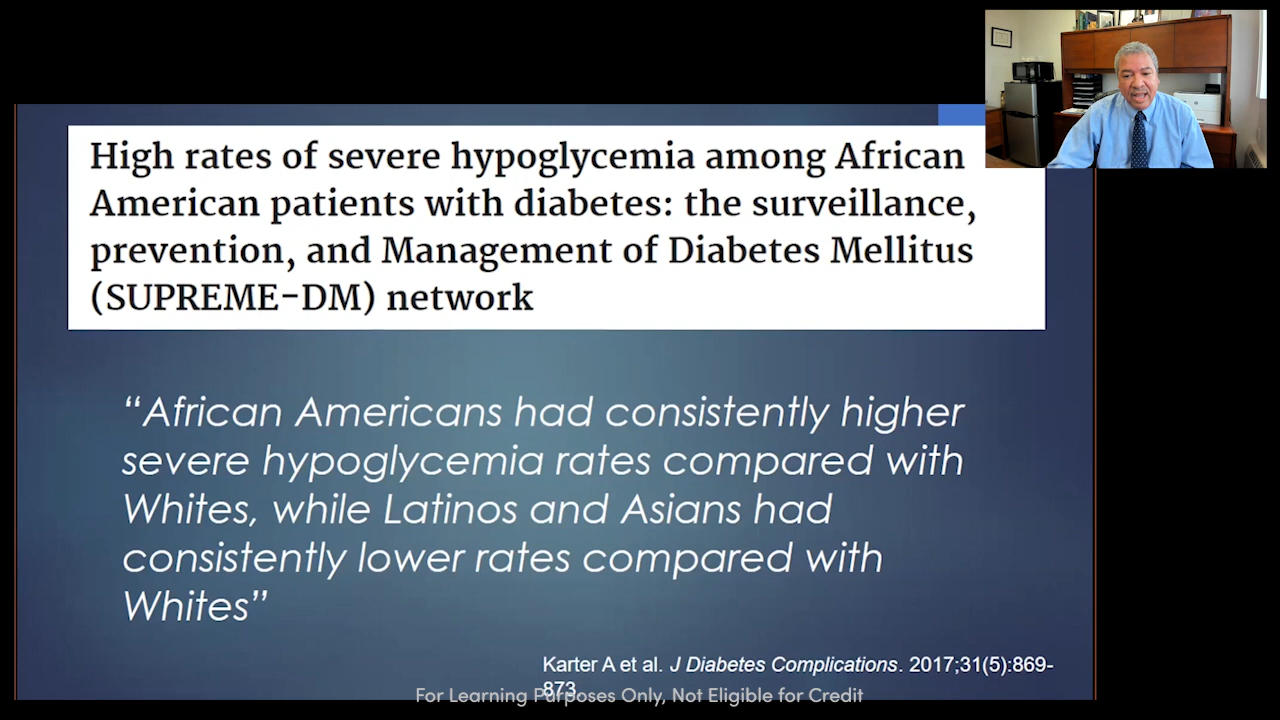 High rates of severe hypoglycemia among African
American patients with diabetes: the surveillance,
prevention, and Management of Diabetes Mellitus
(SUPREME-DM) network
“African Americans had consistently higher
severe hypoglycemia rates compared with
Whites, while Latinos and Asians had
consistently lower rates compared with
Whites”
Karter A et al. J Diabetes Complications. 2017;31(5):869-
873.
For Learning Purposes Only, Not Eligible for Credit